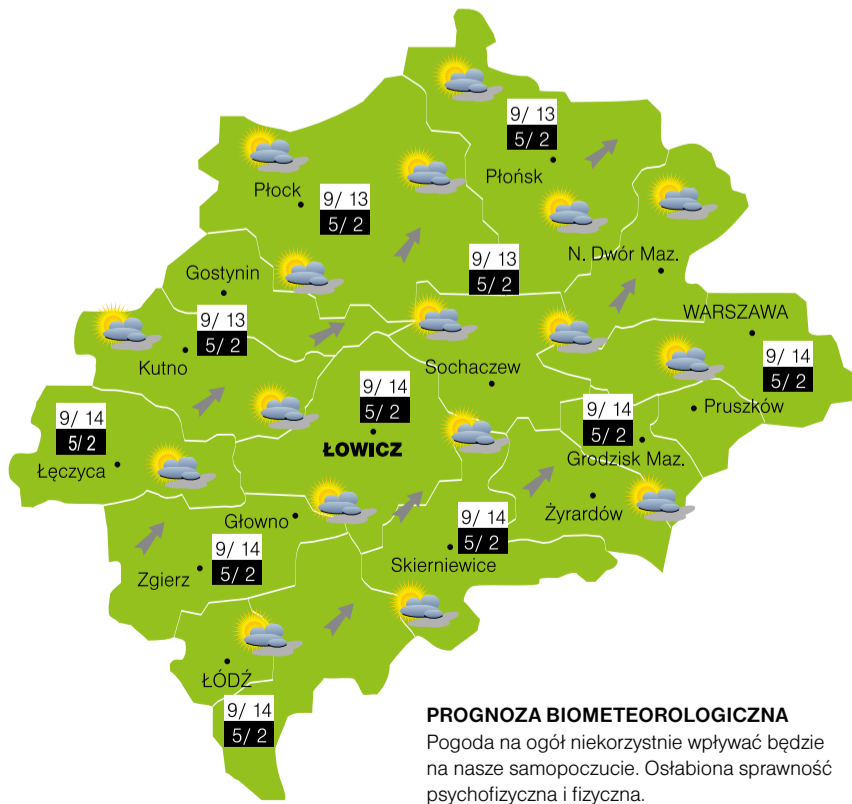 9/ 13
5/ 2
Płońsk
Płock
9/ 13
5/ 2
N. Dwór Maz.
9/ 13
5/ 2
Gostynin
9/ 13
5/ 2
Kutno
WARSZAWA
9/ 14
5/ 2
Sochaczew
9/ 14
5/ 2
ŁOWICZ
Pruszków
9/ 14
5/ 2
Grodzisk Maz.
9/ 14
5/ 2
Łęczyca
Żyrardów
Głowno
9/ 14
5/ 2
Skierniewice
9/ 14
5/ 2
Zgierz
ŁÓDŹ
9/ 14
5/ 2
PROGNOZA BIOMETEOROLOGICZNA
Pogoda na ogół niekorzystnie wpływać będzie
na nasze samopoczucie. Osłabiona sprawność
psychofizyczna i fizyczna.